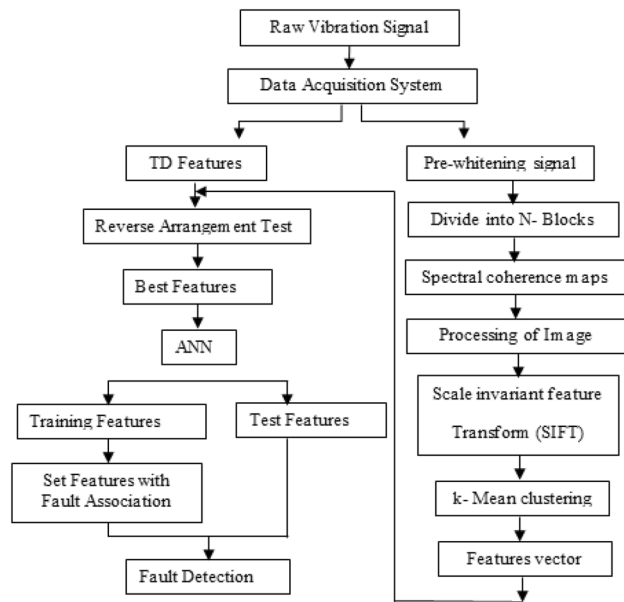 Raw Vibration Signal
Data Acquisition System
TD Features
Pre-whitening signal
Reverse Arrangement Test
Divide into N- Blocks
Best Features
Spectral coherence maps
ANN
Processing of Image
Training Features
Test Features
Scale invariant feature
Transform (SIFT)
Set Features with
Fault Association
k- Mean clustering
Fault Detection
Features vector